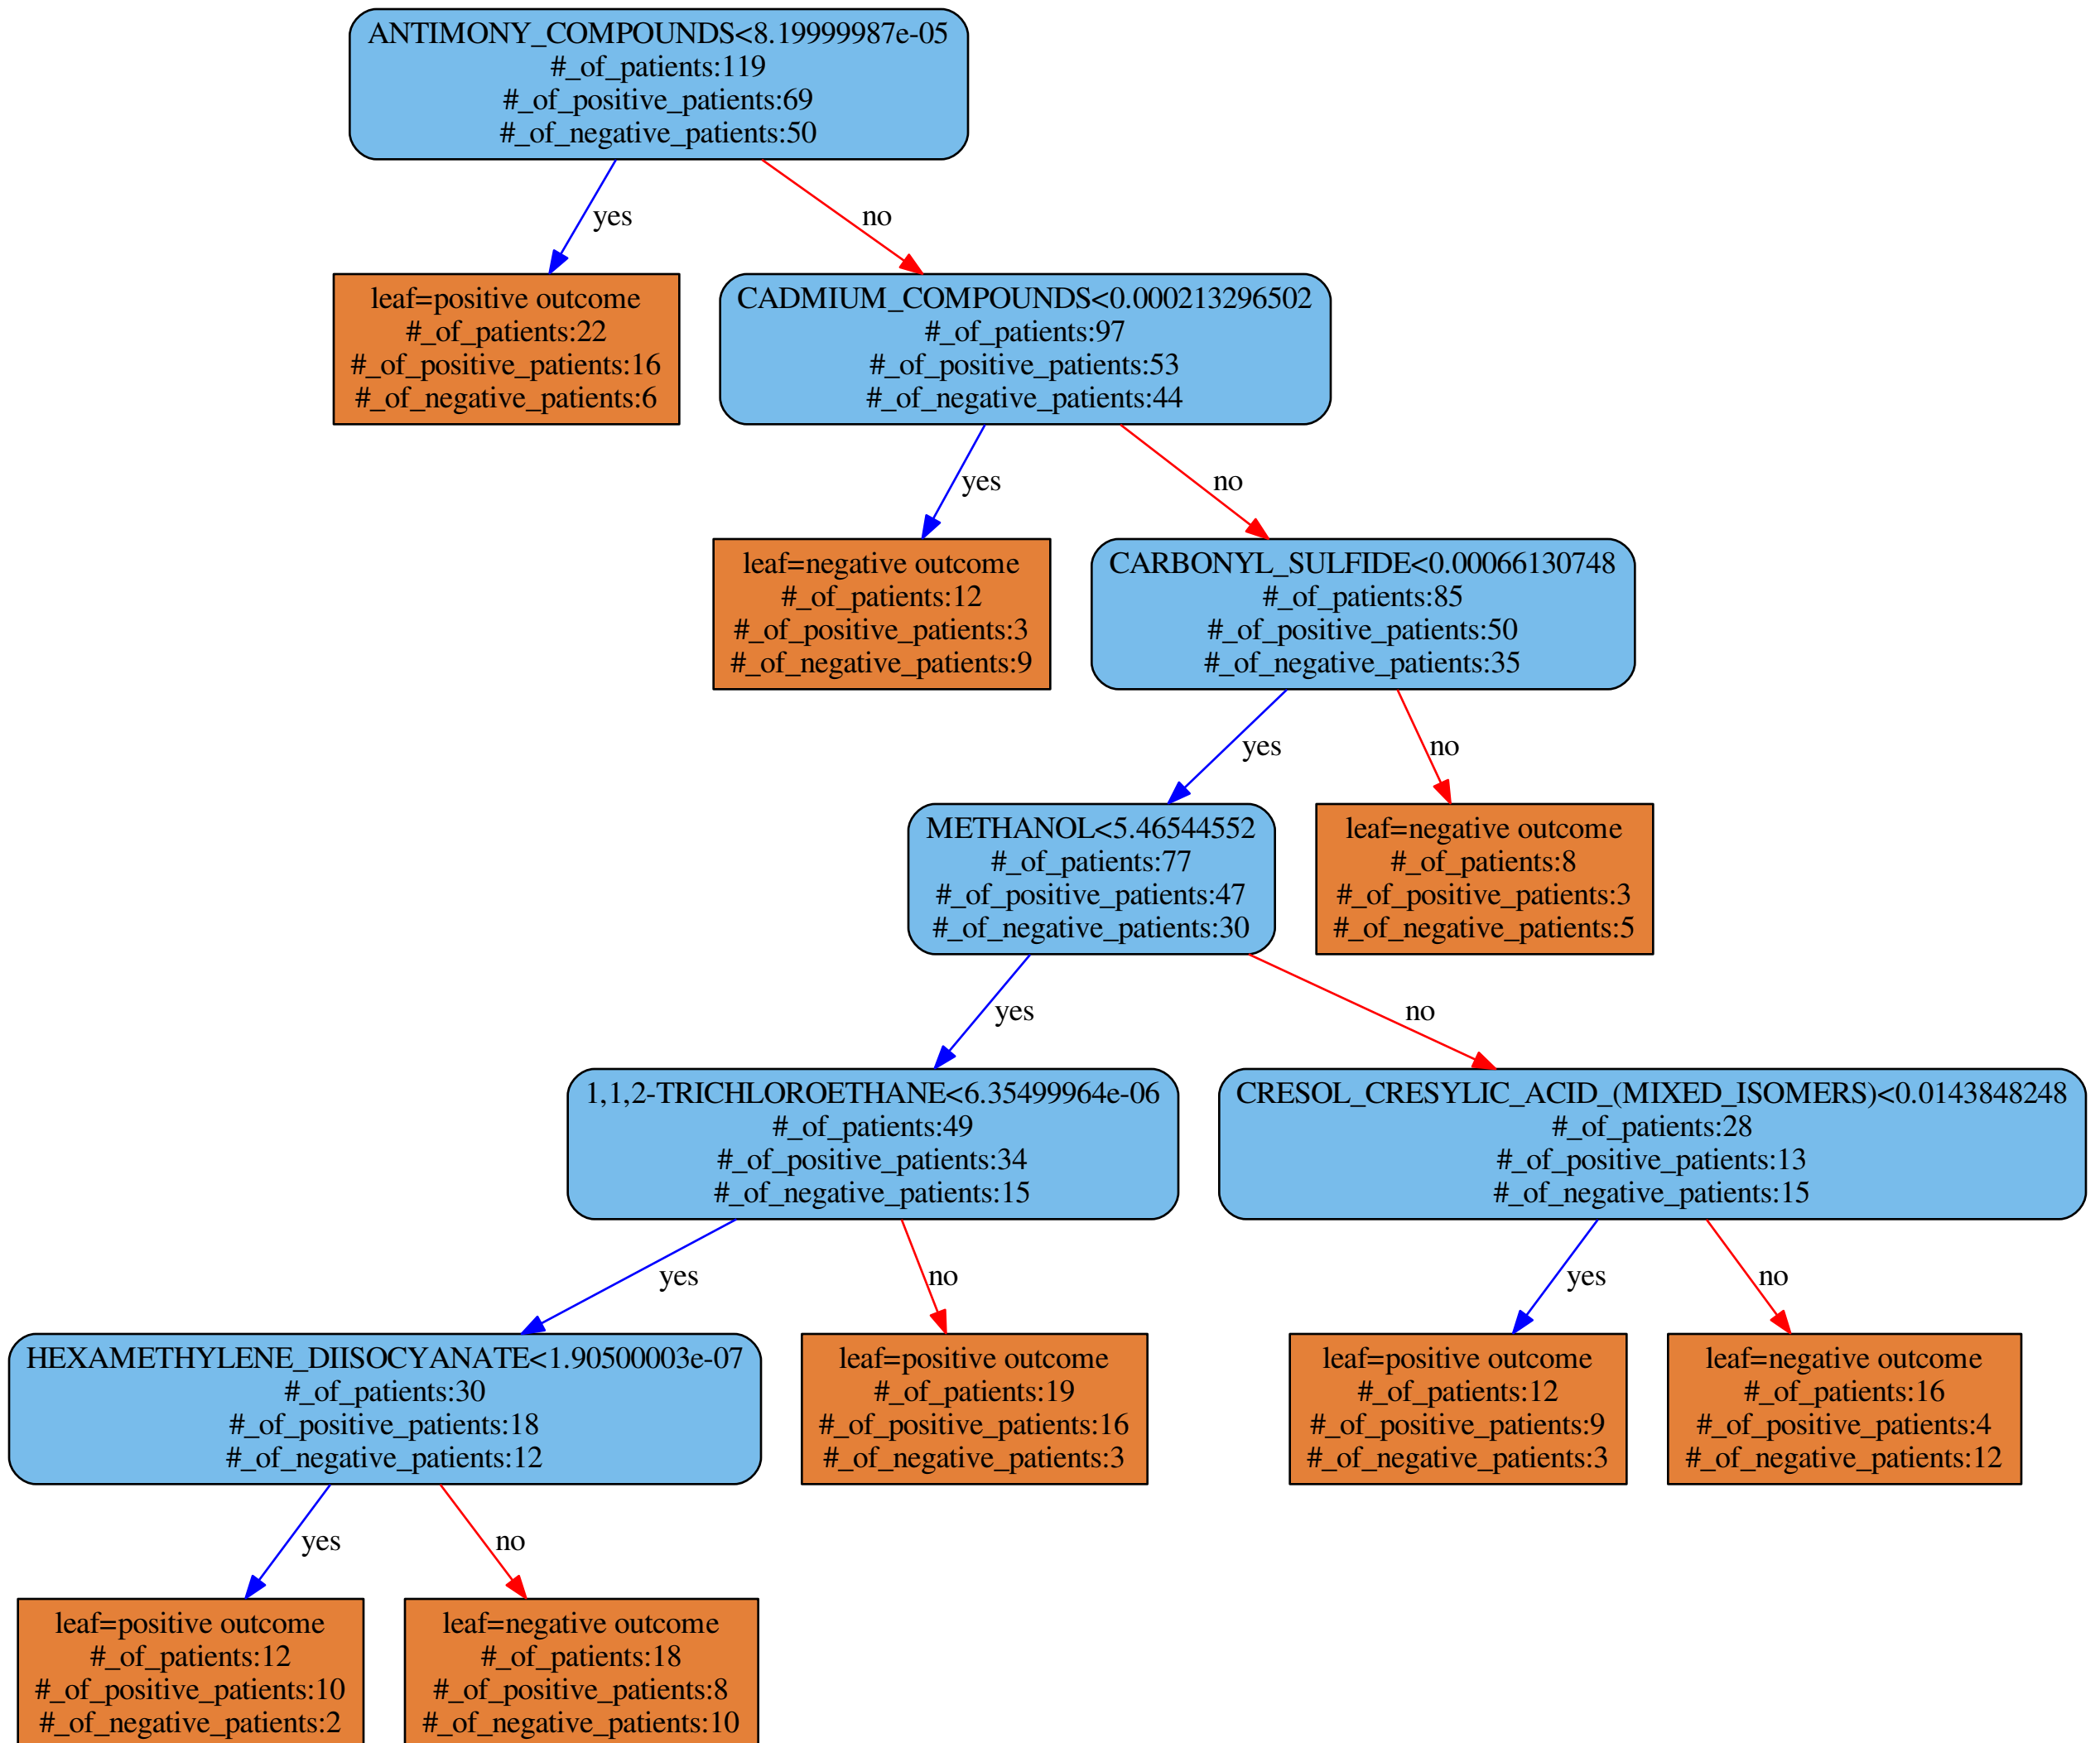 ANTIMONY_COMPOUNDS<8.19999987e-05
#_of_patients:119
#_of_positive_patients:69
#_of_negative_patients:50
yes
no
leaf=positive outcome
#_of_patients:22
#_of_positive_patients:16
#_of_negative_patients:6
CADMIUM_COMPOUNDS<0.000213296502
#_of_patients:97
#_of_positive_patients:53
#_of_negative_patients:44
yes
no
leaf=negative outcome
#_of_patients:12
#_of_positive_patients:3
#_of_negative_patients:9
CARBONYL_SULFIDE<0.00066130748
#_of_patients:85
#_of_positive_patients:50
#_of_negative_patients:35
yes
no
METHANOL<5.46544552
#_of_patients:77
#_of_positive_patients:47
#_of_negative_patients:30
leaf=negative outcome
#_of_patients:8
#_of_positive_patients:3
#_of_negative_patients:5
yes
no
1,1,2-TRICHLOROETHANE<6.35499964e-06
#_of_patients:49
#_of_positive_patients:34
#_of_negative_patients:15
CRESOL_CRESYLIC_ACID_(MIXED_ISOMERS)<0.0143848248
#_of_patients:28
#_of_positive_patients:13
#_of_negative_patients:15
yes
no
yes
no
HEXAMETHYLENE_DIISOCYANATE<1.90500003e-07
#_of_patients:30
#_of_positive_patients:18
#_of_negative_patients:12
leaf=positive outcome
#_of_patients:19
#_of_positive_patients:16
#_of_negative_patients:3
leaf=positive outcome
#_of_patients:12
#_of_positive_patients:9
#_of_negative_patients:3
leaf=negative outcome
#_of_patients:16
#_of_positive_patients:4
#_of_negative_patients:12
yes
no
leaf=positive outcome
#_of_patients:12
#_of_positive_patients:10
#_of_negative_patients:2
leaf=negative outcome
#_of_patients:18
#_of_positive_patients:8
#_of_negative_patients:10